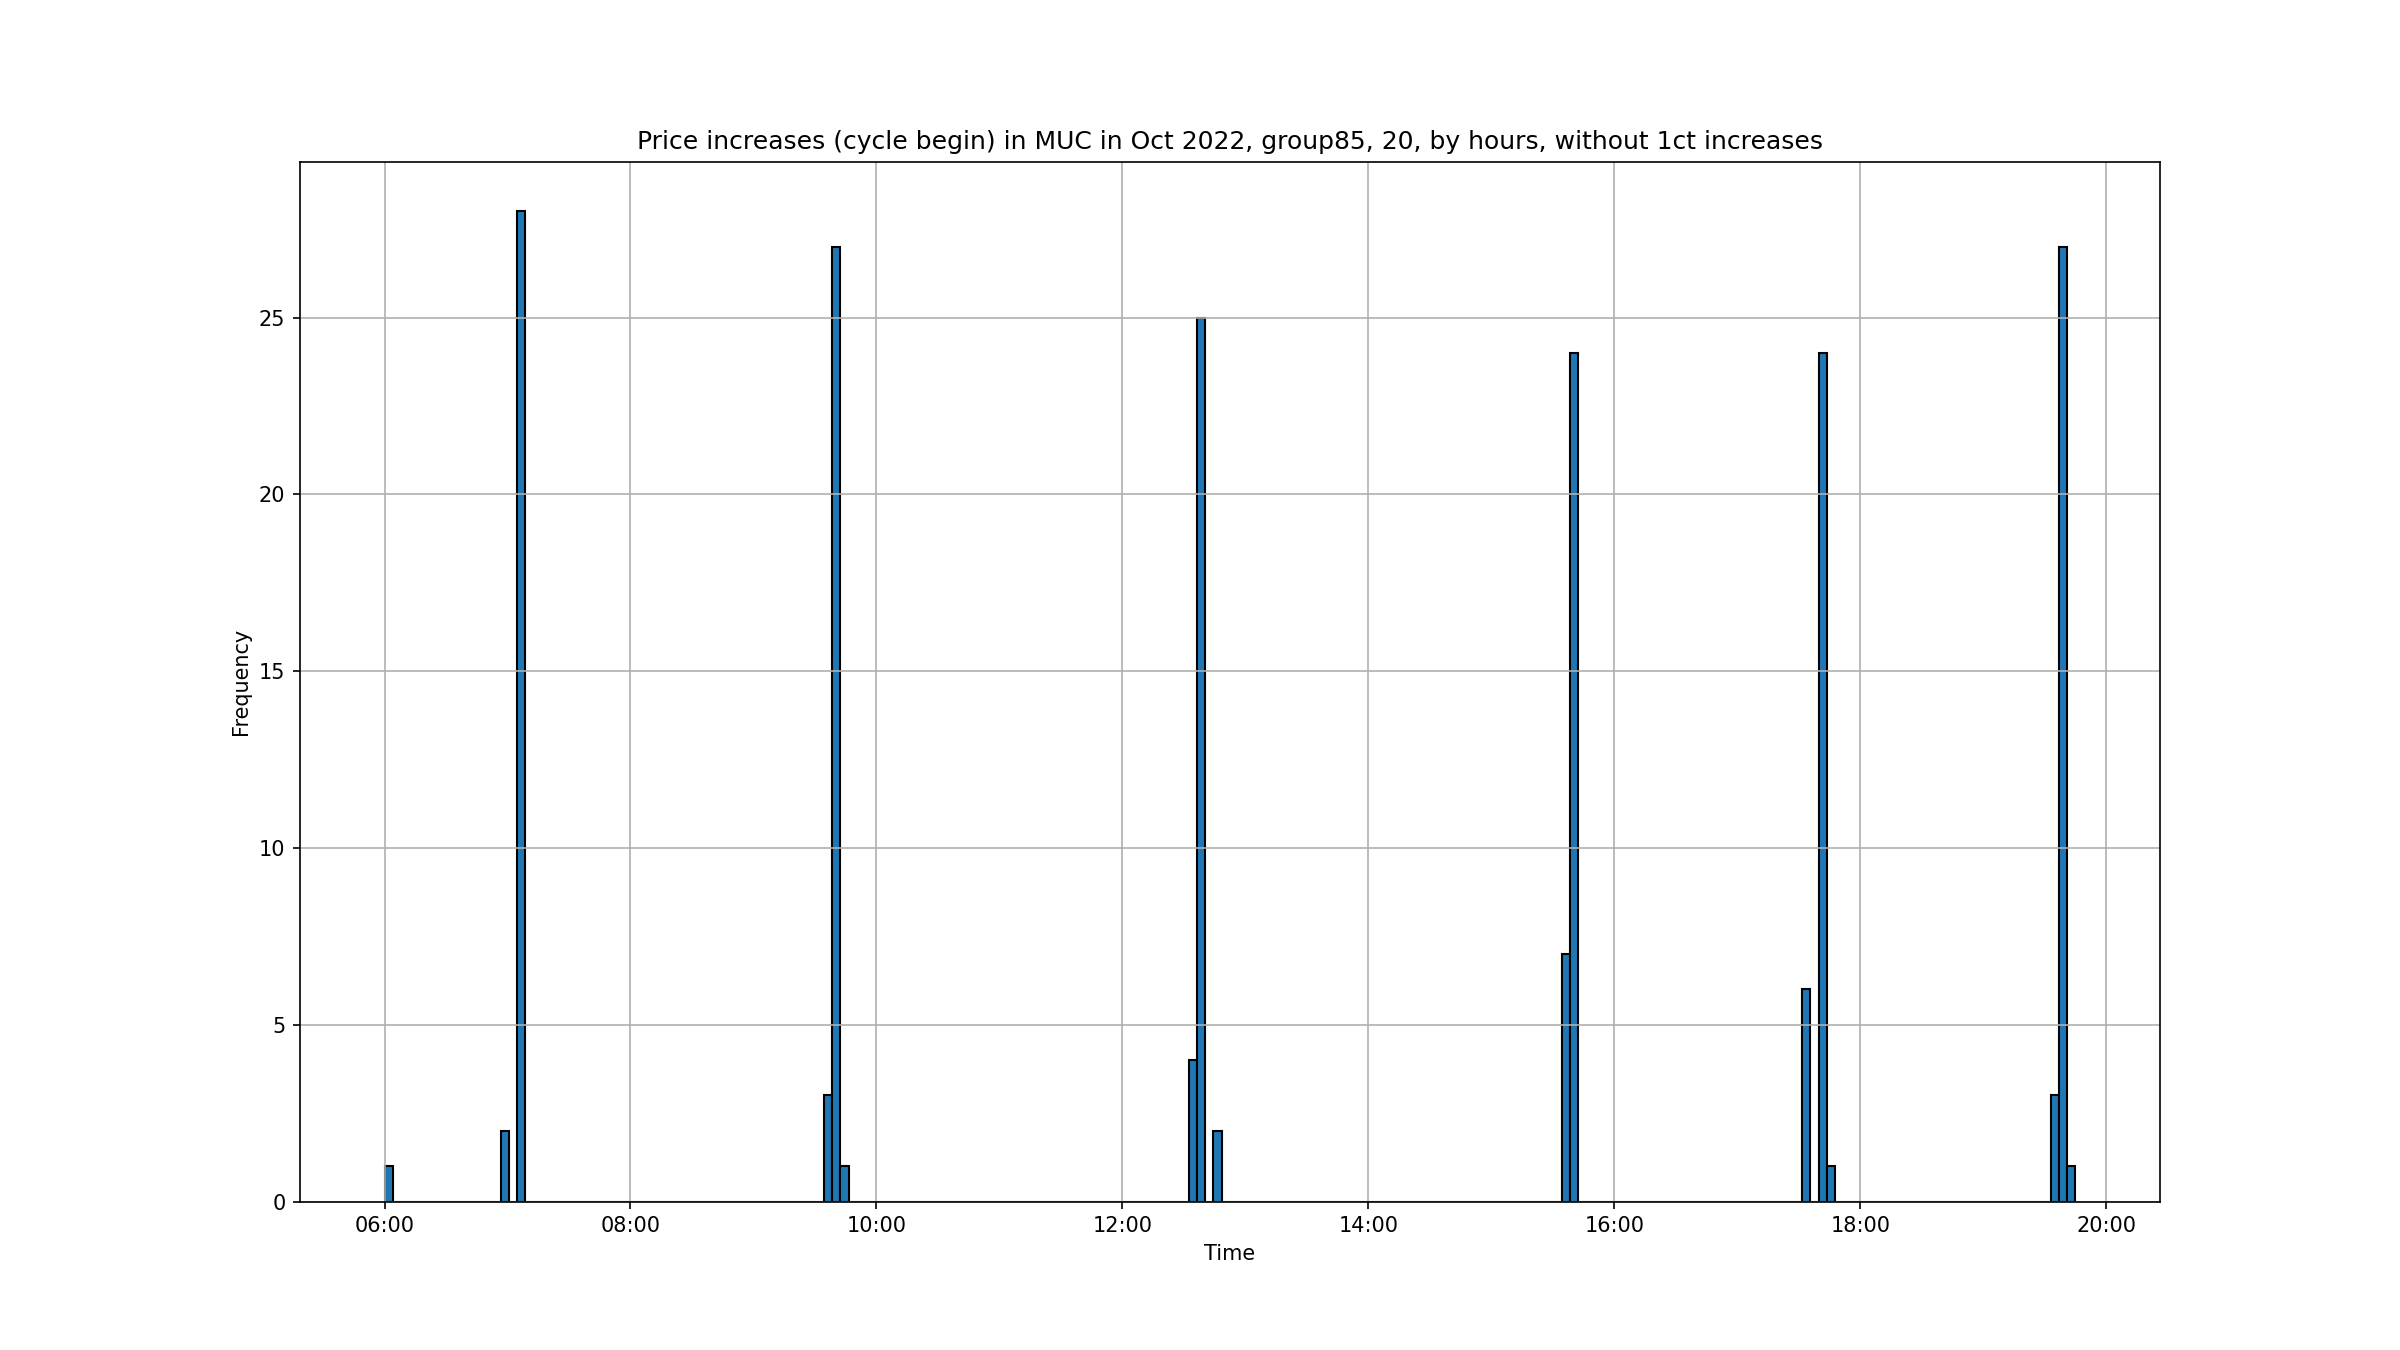 Price increases (cycle begin) in MUC in Oct 2022, group85, 20, by hours, without 1ct increases
25
20
15
10
5
0
Frequency
06:00 08:00 10:00 12:00 14:00 16:00 18:00 20:00
Time